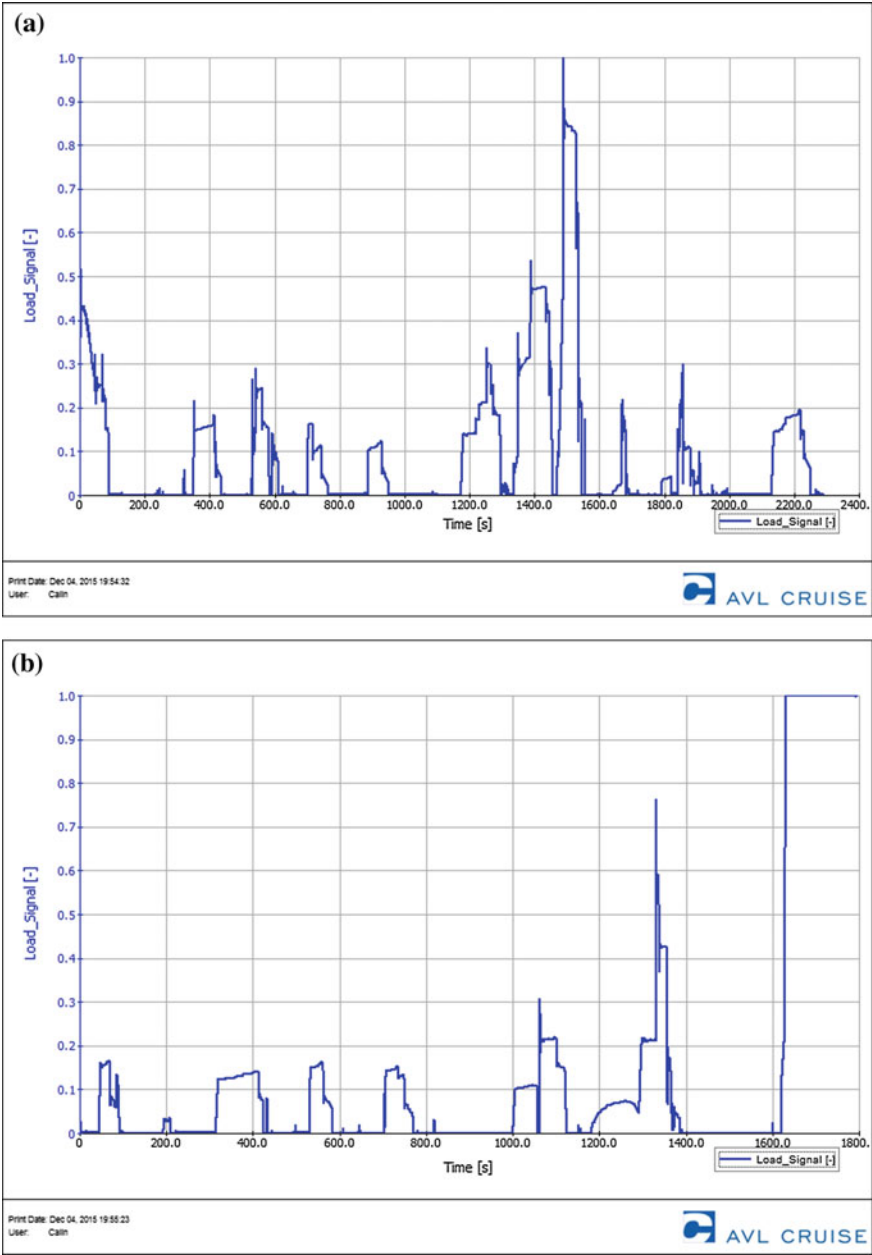 (a)
1.0
0.9
0.8
0.7
0.6
0.5
0.4
0.3
0.2
0.1
0
Load_Signal [-]
0 200.0 400.0 600.0 800.0 1000.0 1200.0 1400.0 1600.0 1800.0 2000.0 2200.0 2400.
Time [s]
Load_Signal [-]
Print Date: Dec 04, 2015 19:54:32
User: Calin
AVL CRUISE
(b)
1.0
0.9
0.8
0.7
0.6
0.5
0.4
0.3
0.2
0.1
0
Load_Signal [-]
0 200.0 400.0 600.0 800.0 1000.0 1200.0 1400.0 1600.0 1800.
Time [s]
Load_Signal [-]
Print Date: Dec 04, 2015 19:55:23
User: Calin
AVL CRUISE